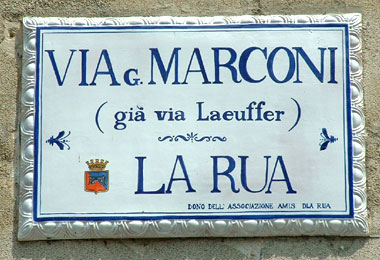 VIA G. MARCONI
(già via Laeuffer)
LA RUA
DONO DELL' ASSOCIAZIONE AMIS DLA RUA